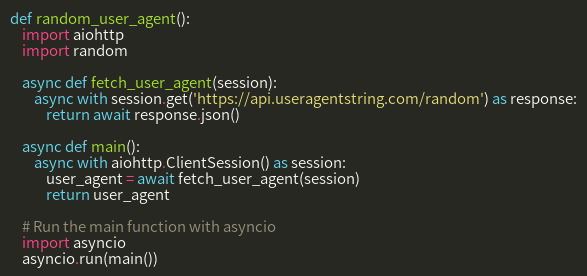 def random_user_agent():
    import aiohttp
    import random

    async def fetch_user_agent(session):
        async with session.get('https://api.useragentstring.com/random') as response:
            return await response.json()

    async def main():
        async with aiohttp.ClientSession() as session:
            user_agent = await fetch_user_agent(session)
            return user_agent

    # Run the main function with asyncio
    import asyncio
    asyncio.run(main())